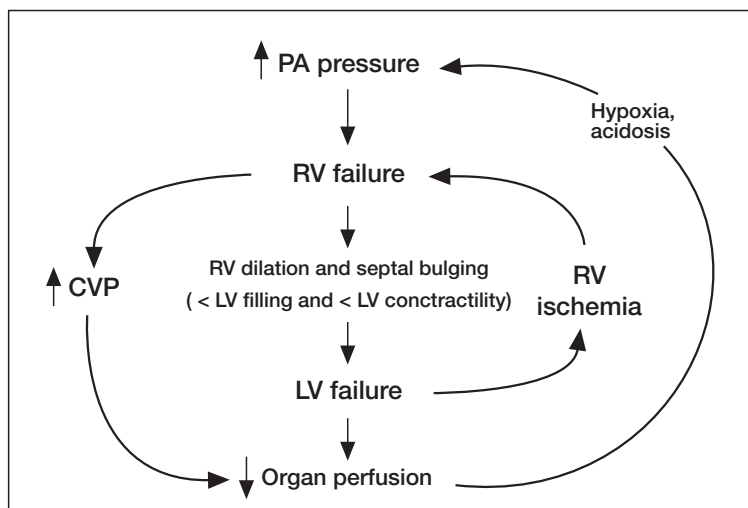 PA pressure
Hypoxia,
acidosis
RV failure
RV dilation and septal bulging
( < LV filling and < LV conctractility)
CVP
RV
ischemia
LV failure
Organ perfusion